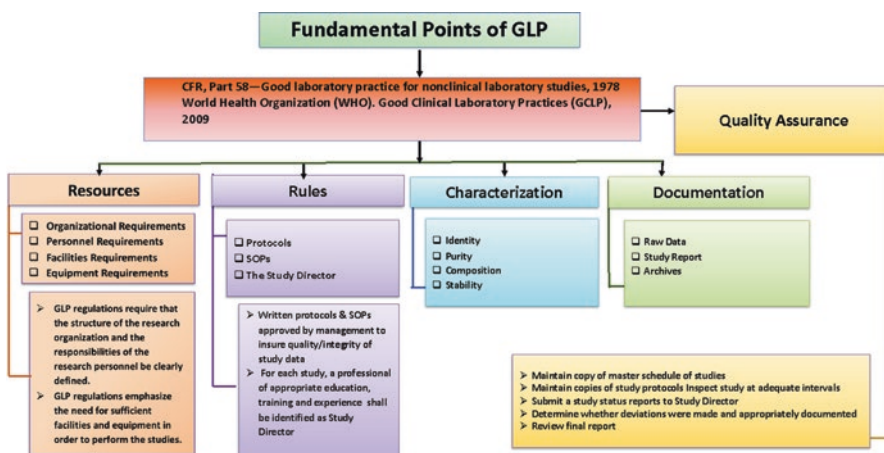 Fundamental Points of GLP
CFR, Part 58—Good laboratory practice for nonclinical laboratory studies, 1978
World Health Organization (WHO). Good Clinical Laboratory Practices (GCLP),
2009
Quality Assurance
Resources
Organizational Requirements
Personnel Requirements
Facilities Requirements
Equipment Requirements
GLP regulations require that
the structure of the research
organization and the
responsibilities of the
research personnel be clearly
defined.
GLP regulations emphasize
the need for sufficient
facilities and equipment in
order to perform the studies.
Rules
Protocols
SOPs
The Study Director
Written protocols & SOPs
approved by management to
insure quality/integrity of
study data
For each study, a professional
of appropriate education,
training and experience shall
be identified as Study
Director
Characterization
Identity
Purity
Composition
Stability
Documentation
Raw Data
Study Report
Archives
Maintain copy of master schedule of studies
Maintain copies of study protocols Inspect study at adequate intervals
Submit a study status reports to Study Director
Determine whether deviations were made and appropriately documented
Review final report